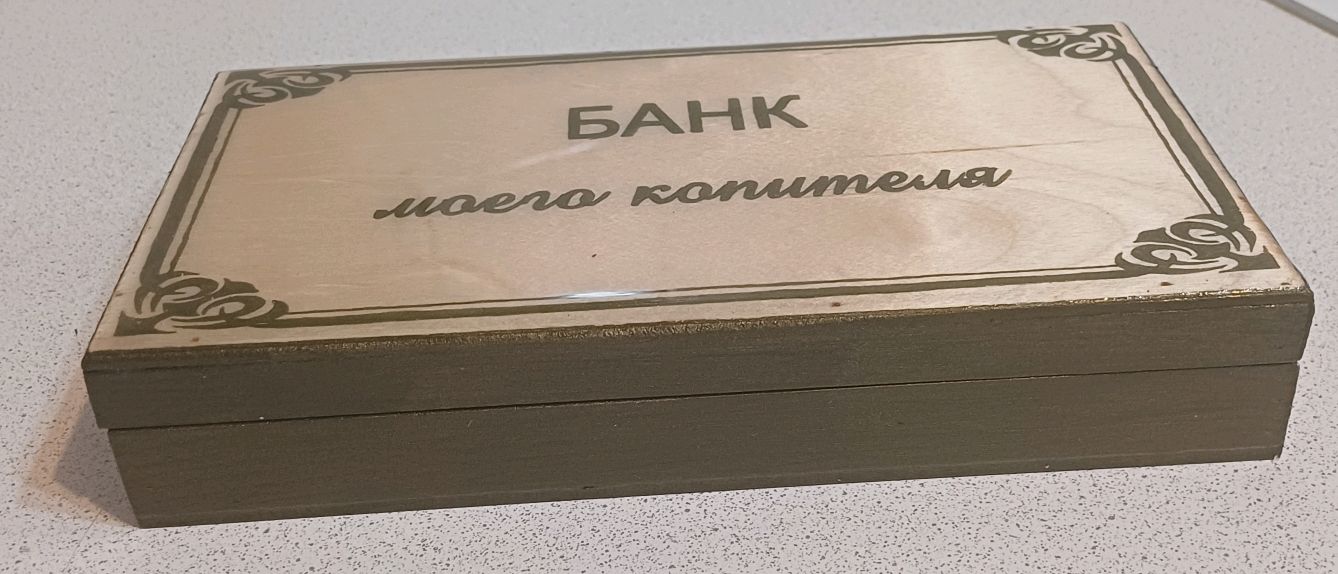 БАНК
моего копителя